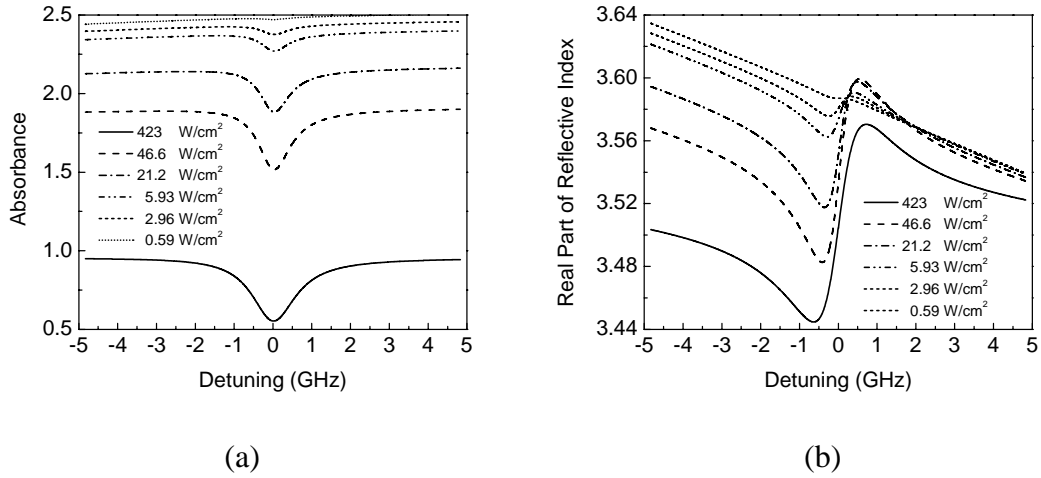 2.5
2.0
1.5
1.0
0.5
Absorbance
423 W/cm2
46.6 W/cm2
21.2 W/cm2
5.93 W/cm2
2.96 W/cm2
0.59 W/cm2
-5 -4 -3 -2 -1 0 1 2 3 4 5
Detuning (GHz)
(a)
3.64
3.60
3.56
3.52
3.48
3.44
Real Part of Reflective Index
423 W/cm2
46.6 W/cm2
21.2 W/cm2
5.93 W/cm2
2.96 W/cm2
0.59 W/cm2
-5 -4 -3 -2 -1 0 1 2 3 4 5
Detuning (GHz)
(b)